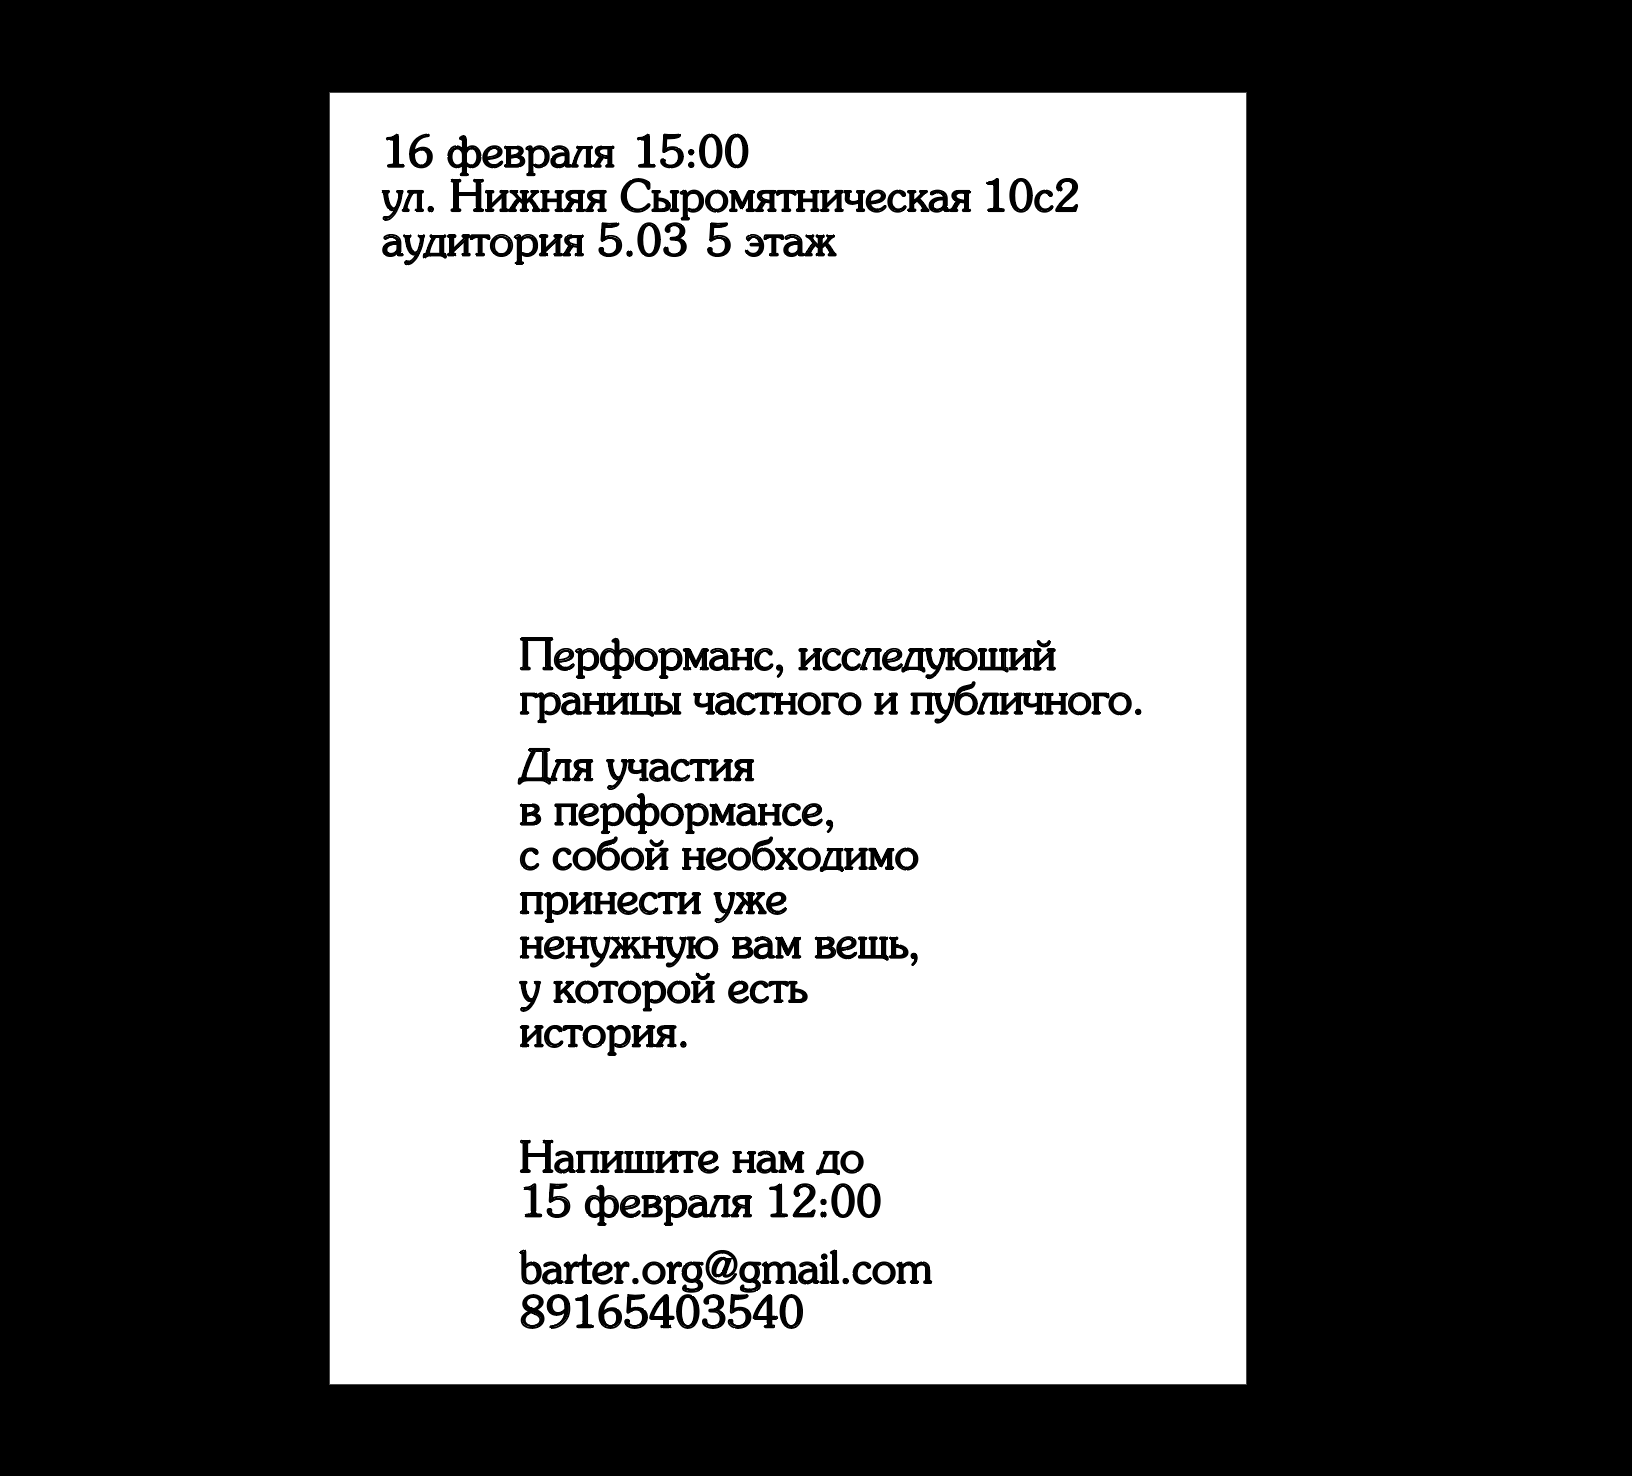 16 февраля 15:00
ул. Нижняя Сыромятническая 10с2
аудитория 5.03 5 этаж
Перформанс, исследующий
границы частного и публичного.
Для участия
в перформансе,
с собой необходимо
принести уже
ненужную вам вещь,
у которой есть
история.
Напишите нам до
15 февраля 12:00
barter.org@gmail.com
89165403540